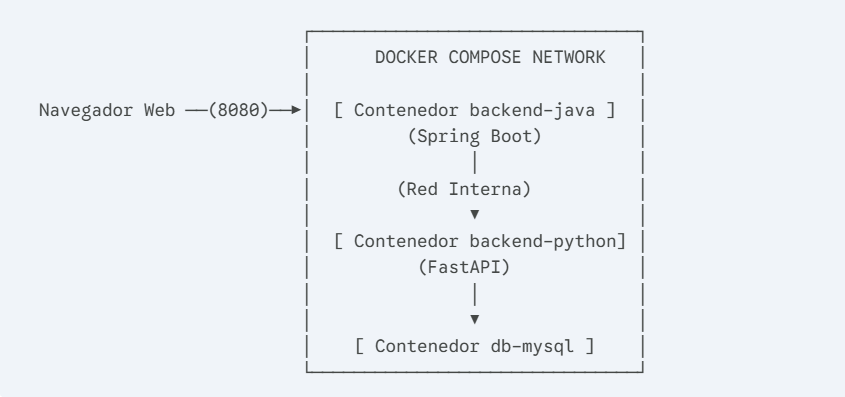 DOCKER COMPOSE NETWORK
Navegador Web ──(8080)──► [ Contenedor backend-java ]
(Spring Boot)
(Red Interna)
[ Contenedor backend-python]
(FastAPI)
[ Contenedor db-mysql ]